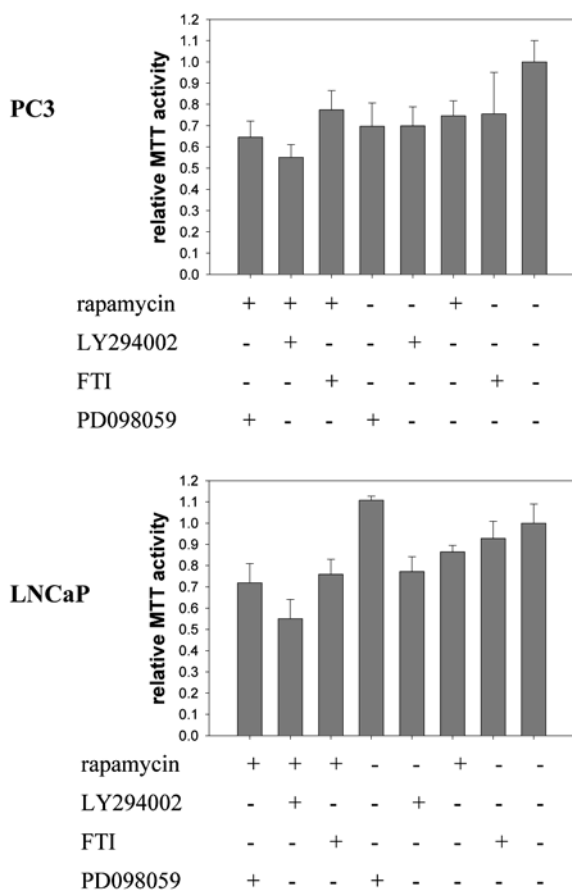 PC3
relative MTT activity
1.2
1.1
1.0
0.9
0.8
0.7
0.6
0.5
0.4
0.3
0.2
0.1
0.0
rapamycin + + + - - + - -
LY294002 - + - - + - - -
FTI - - + - - - + -
PD098059 + - - + - - - -
LNCaP
relative MTT activity
1.2
1.1
1.0
0.9
0.8
0.7
0.6
0.5
0.4
0.3
0.2
0.1
0.0
rapamycin + + + - - + - -
LY294002 - + - - + - - -
FTI - - + - - - + -
PD098059 + - - + - - - -